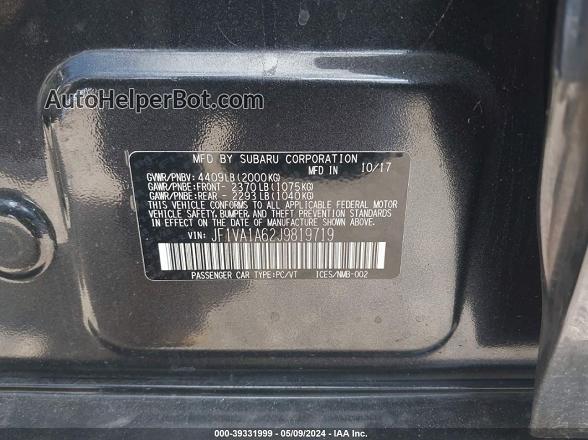 AutoHelperBot.com
MFD BY SUBARU CORPORATION
GVWR/PNBV: 4409LB(2000KG) MFD IN 10/17
GAWR/PNBE:FRONT- 2370LB(1075KG)
GAWR/PNBE:REAR - 2293LB(1040KG)
THIS VEHICLE CONFORMS TO ALL APPLICABLE FEDERAL MOTOR
VEHICLE SAFETY, BUMPER, AND THEFT PREVENTION STANDARDS
IN EFFECT ON THE DATE OF MANUFACTURE SHOWN ABOVE.
VIN: JF1VA1A62J9819719
PASSENGER CAR TYPE:PC/VT ICES/NMB-002
000-39331999 - 05/09/2024 - IAA Inc.